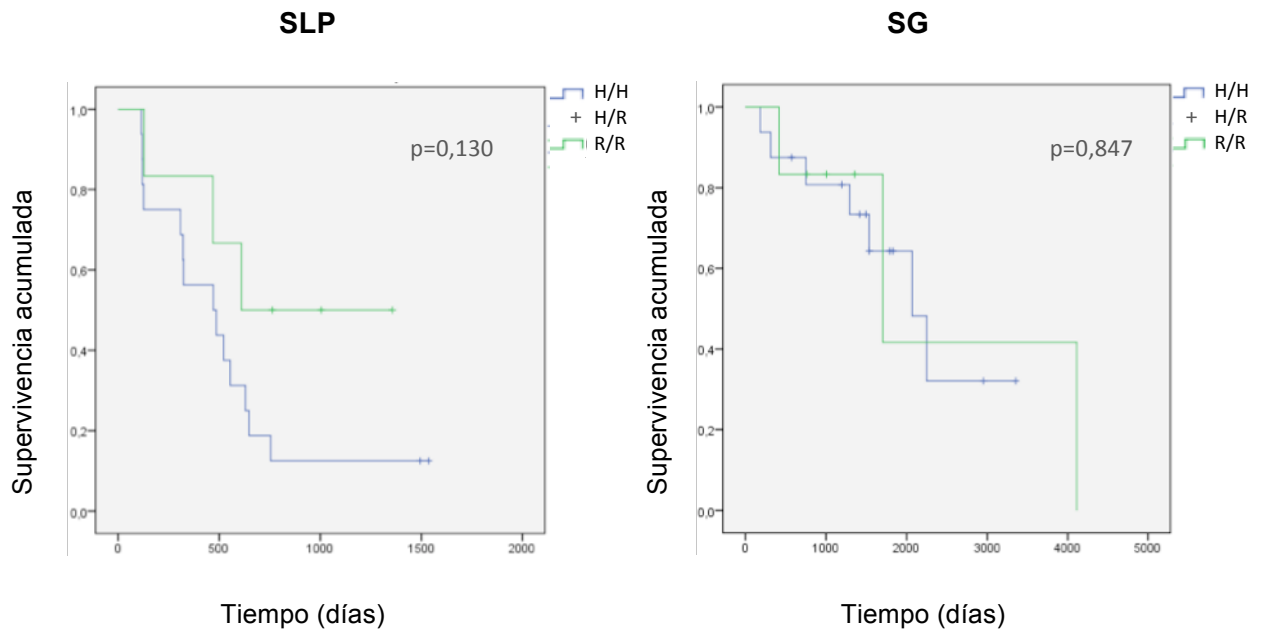 SLP
SG
H/H
H/R
R/R
p=0,130
1,0
0,8
0,6
0,4
0,2
0,0
0 500 1000 1500 2000
Supervivencia acumulada
Tiempo (días)
H/H
H/R
R/R
p=0,847
1,0
0,8
0,6
0,4
0,2
0,0
0 1000 2000 3000 4000 5000
Supervivencia acumulada
Tiempo (días)